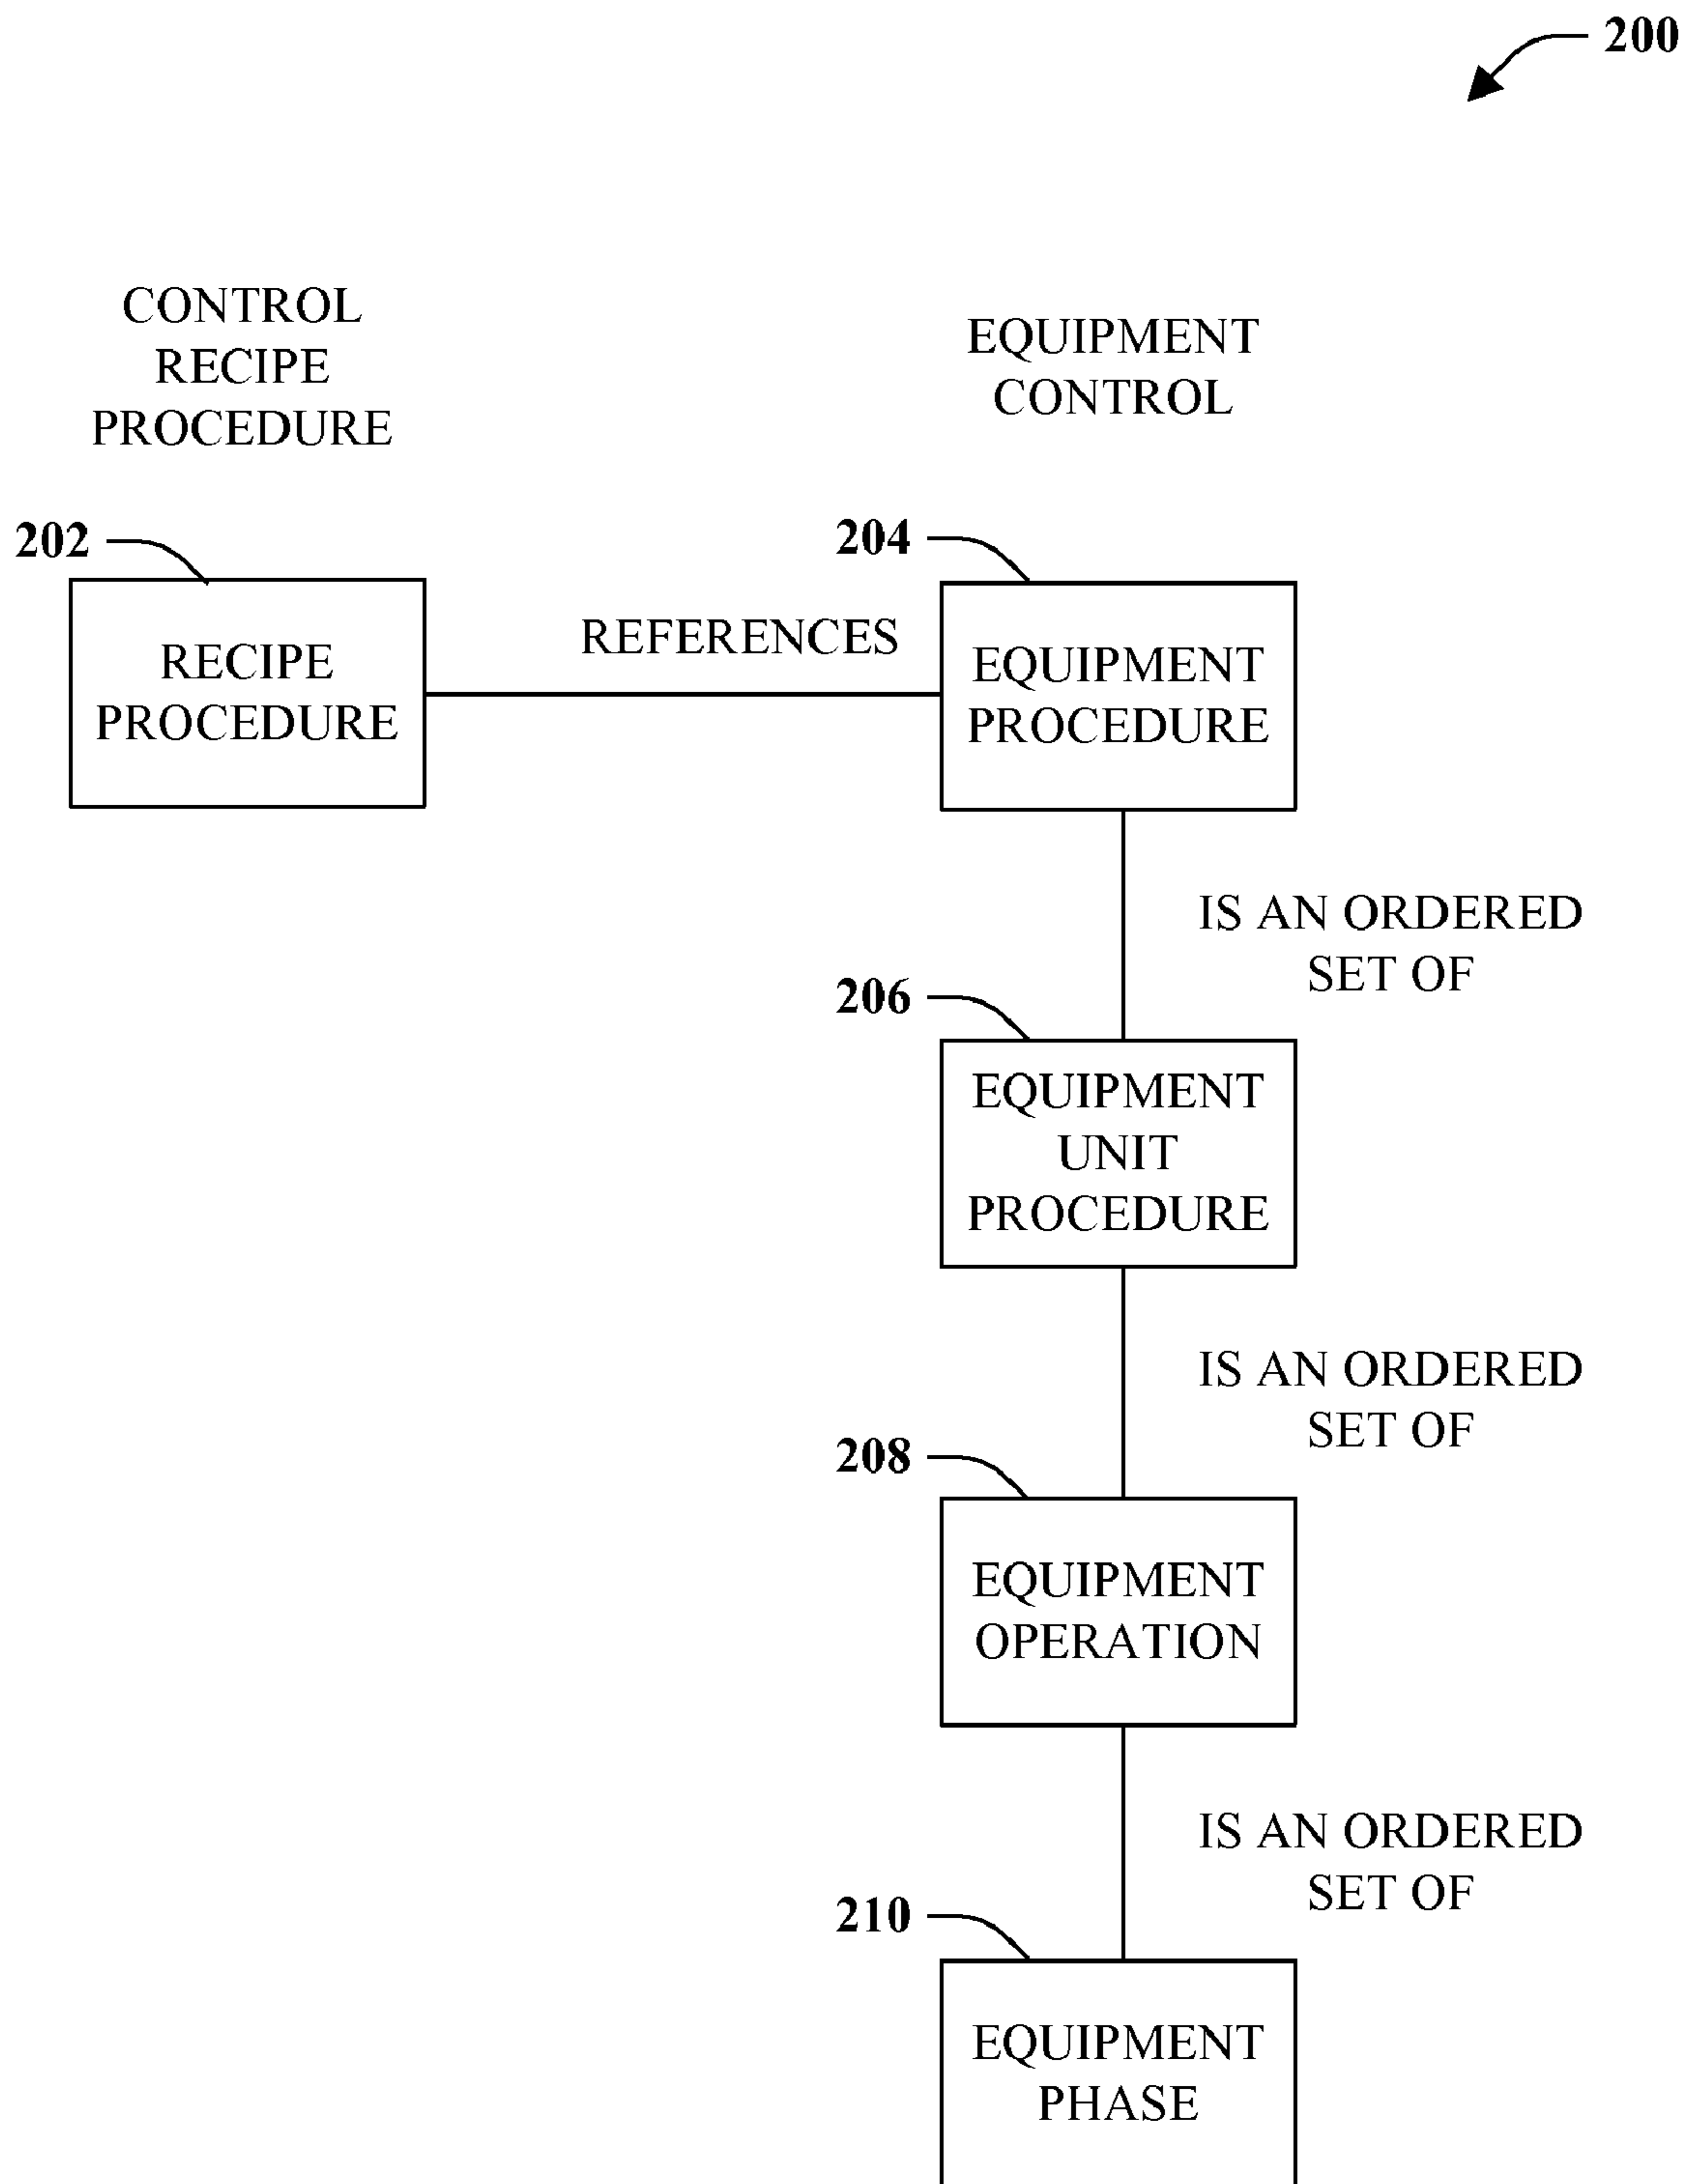 200
CONTROL
RECIPE
PROCEDURE
EQUIPMENT
CONTROL
202
RECIPE
PROCEDURE
REFERENCES
204
EQUIPMENT
PROCEDURE
IS AN ORDERED
SET OF
206
EQUIPMENT
UNIT
PROCEDURE
IS AN ORDERED
SET OF
208
EQUIPMENT
OPERATION
IS AN ORDERED
SET OF
210
EQUIPMENT
PHASE